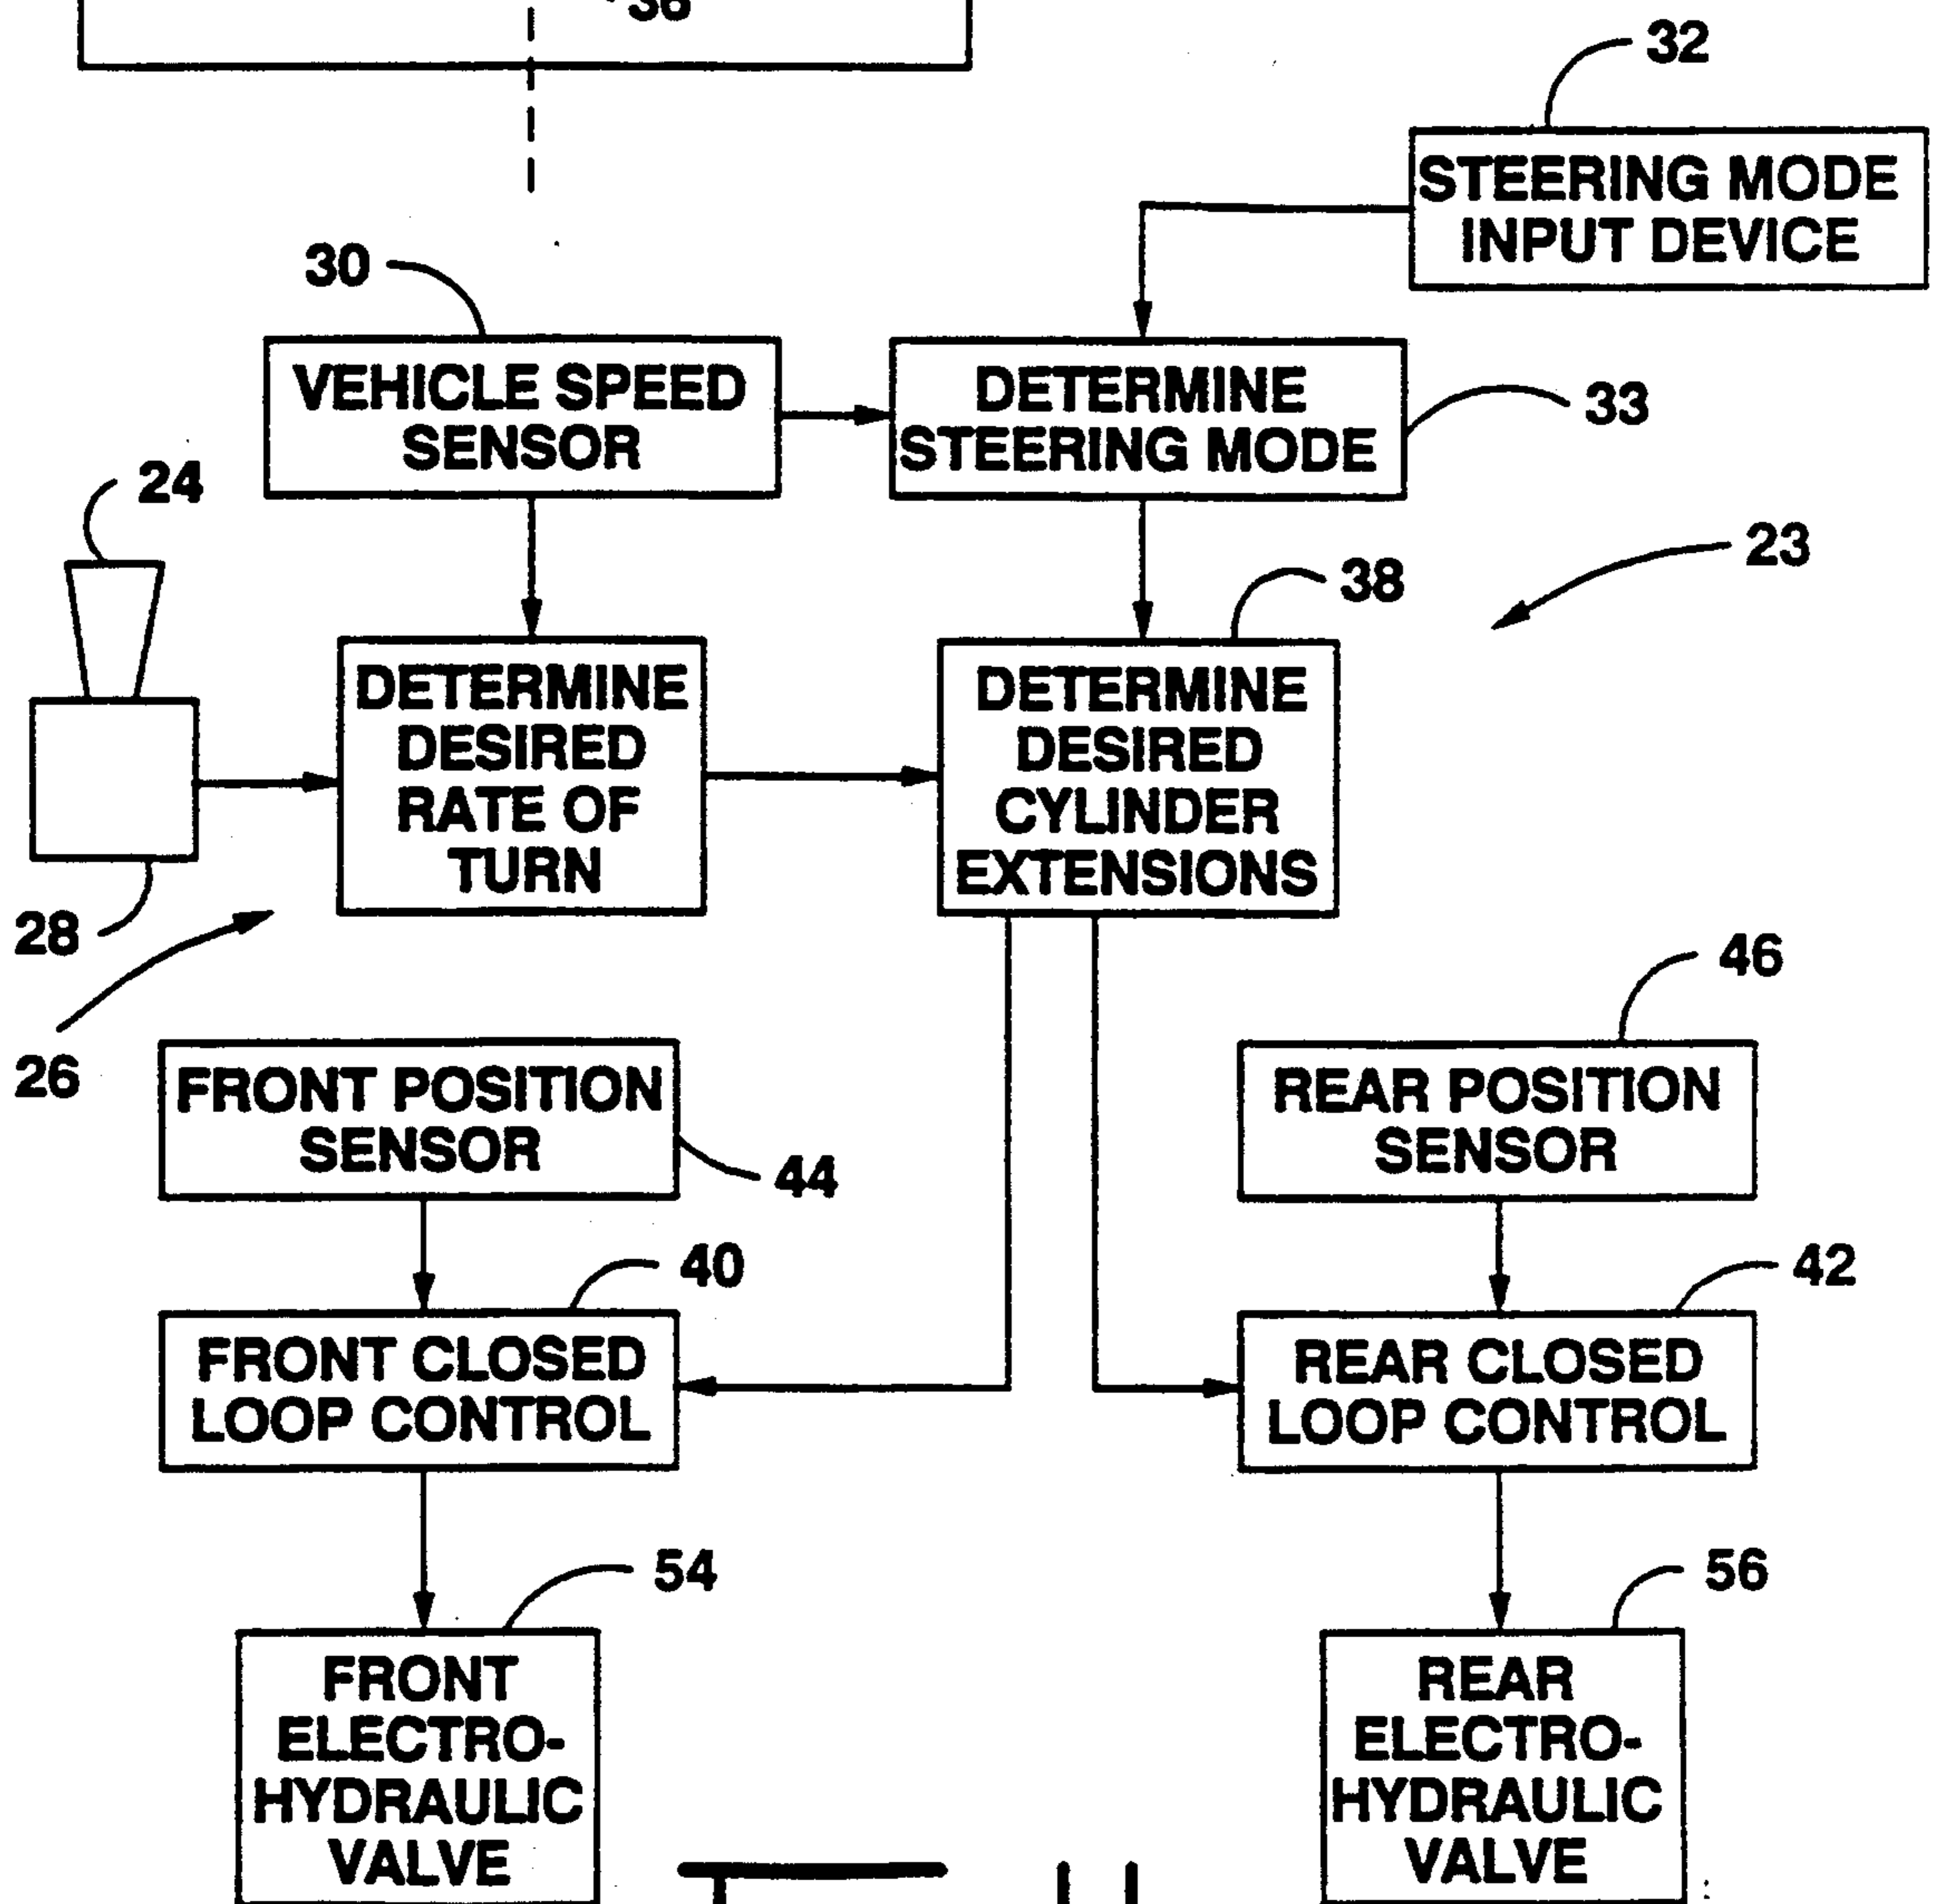 32
STEERING MODE
INPUT DEVICE
30
VEHICLE SPEED
SENSOR
DETERMINE
STEERING MODE
33
24
23
38
DETERMINE
DESIRED
RATE OF
TURN
DETERMINE
DESIRED
CYLINDER
EXTENSIONS
28
26
46
FRONT POSITION
SENSOR
44
REAR POSITION
SENSOR
40
42
FRONT CLOSED
LOOP CONTROL
REAR CLOSED
LOOP CONTROL
54
56
FRONT
ELECTRO-
HYDRAULIC
VALVE
REAR
ELECTRO-
HYDRAULIC
VALVE